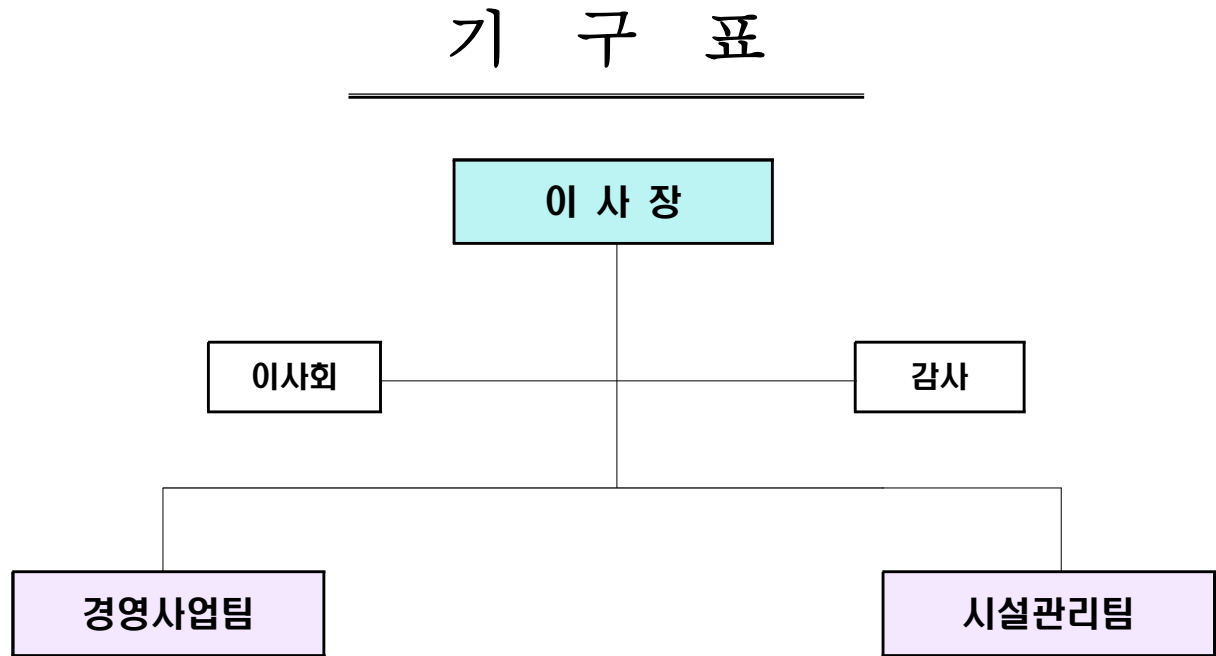 기 구 표
이 사 장
이사회
감사
경영사업팀
시설관리팀